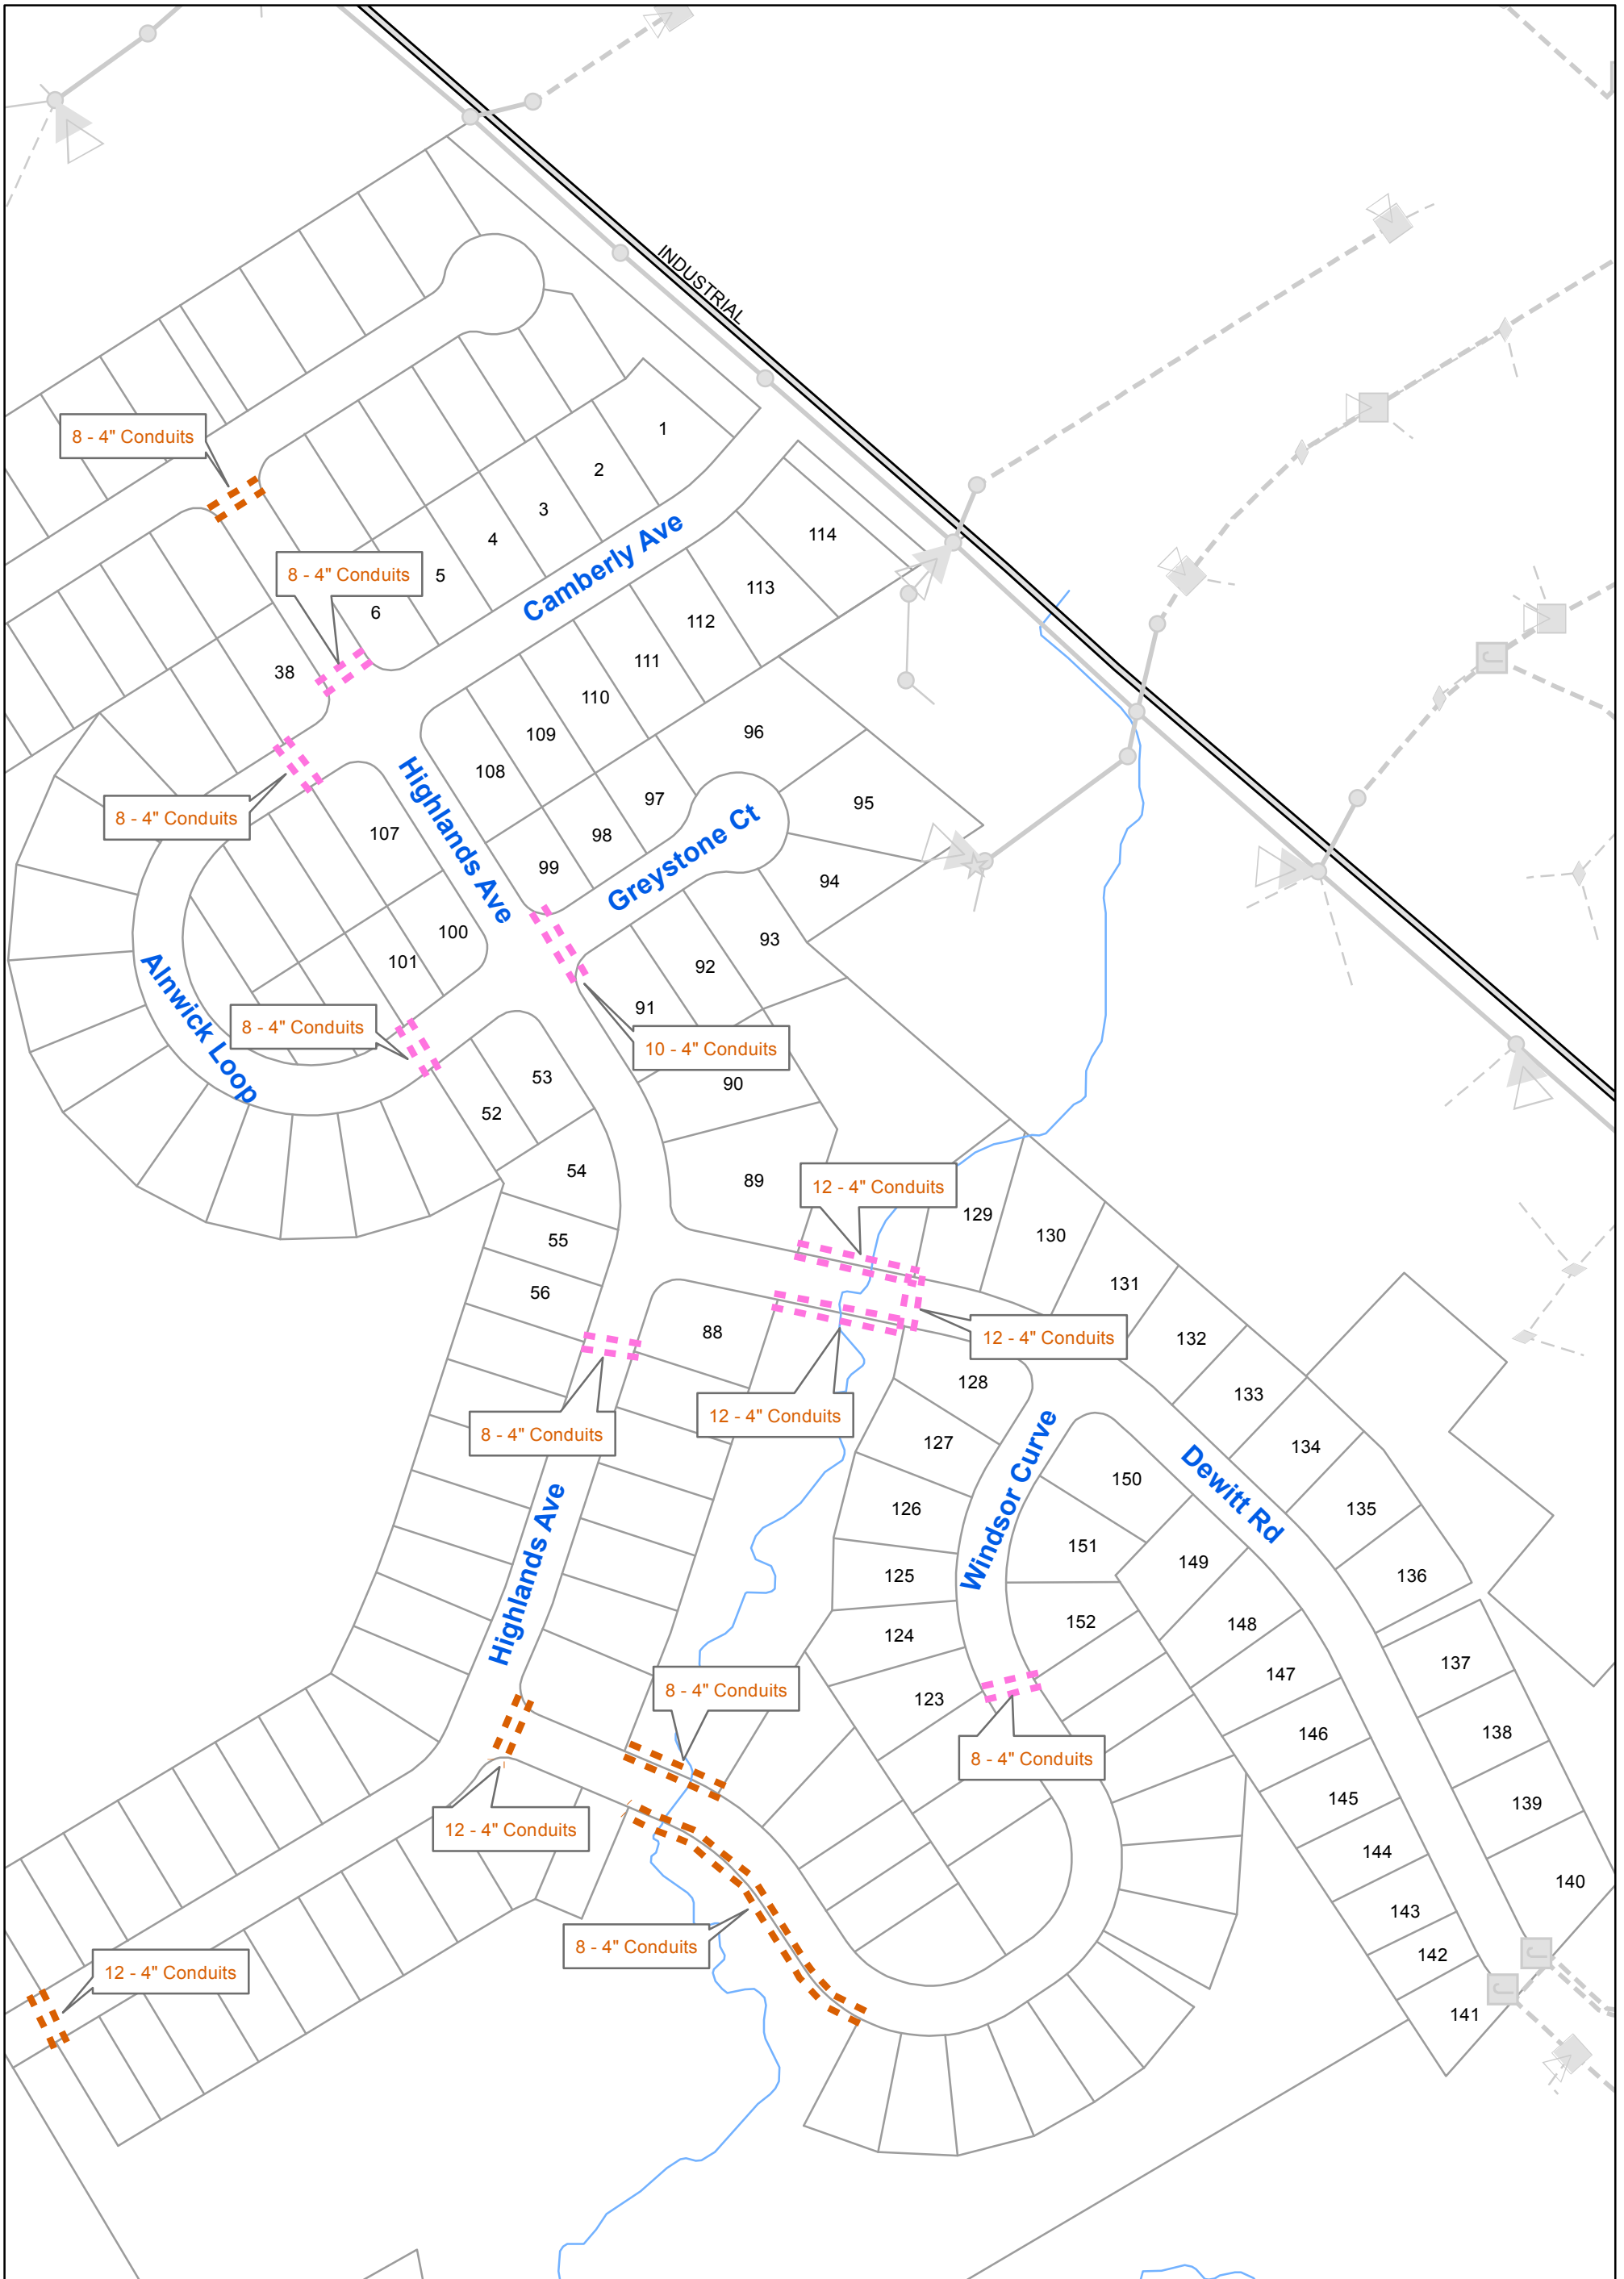 INDUSTRIAL
1
8 - 4" Conduits
2
3
114
4
Camberly Ave
8 - 4" Conduits
5
113
6
112
111
38
110
96
109
108
Highlands Ave
97
95
8 - 4" Conduits
107
98
Greystone Ct
99
94
100
93
101
92
91
Alnwick Loop
8 - 4" Conduits
10 - 4" Conduits
53
90
52
54
89
12 - 4" Conduits
129
130
55
131
56
88
12 - 4" Conduits
132
128
133
12 - 4" Conduits
8 - 4" Conduits
127
134
Windsor Curve
150
Dewitt Rd
126
135
151
149
125
136
Highlands Ave
152
148
124
137
147
8 - 4" Conduits
123
146
138
8 - 4" Conduits
145
139
12 - 4" Conduits
144
140
143
8 - 4" Conduits
142
J
12 - 4" Conduits
J
141
J